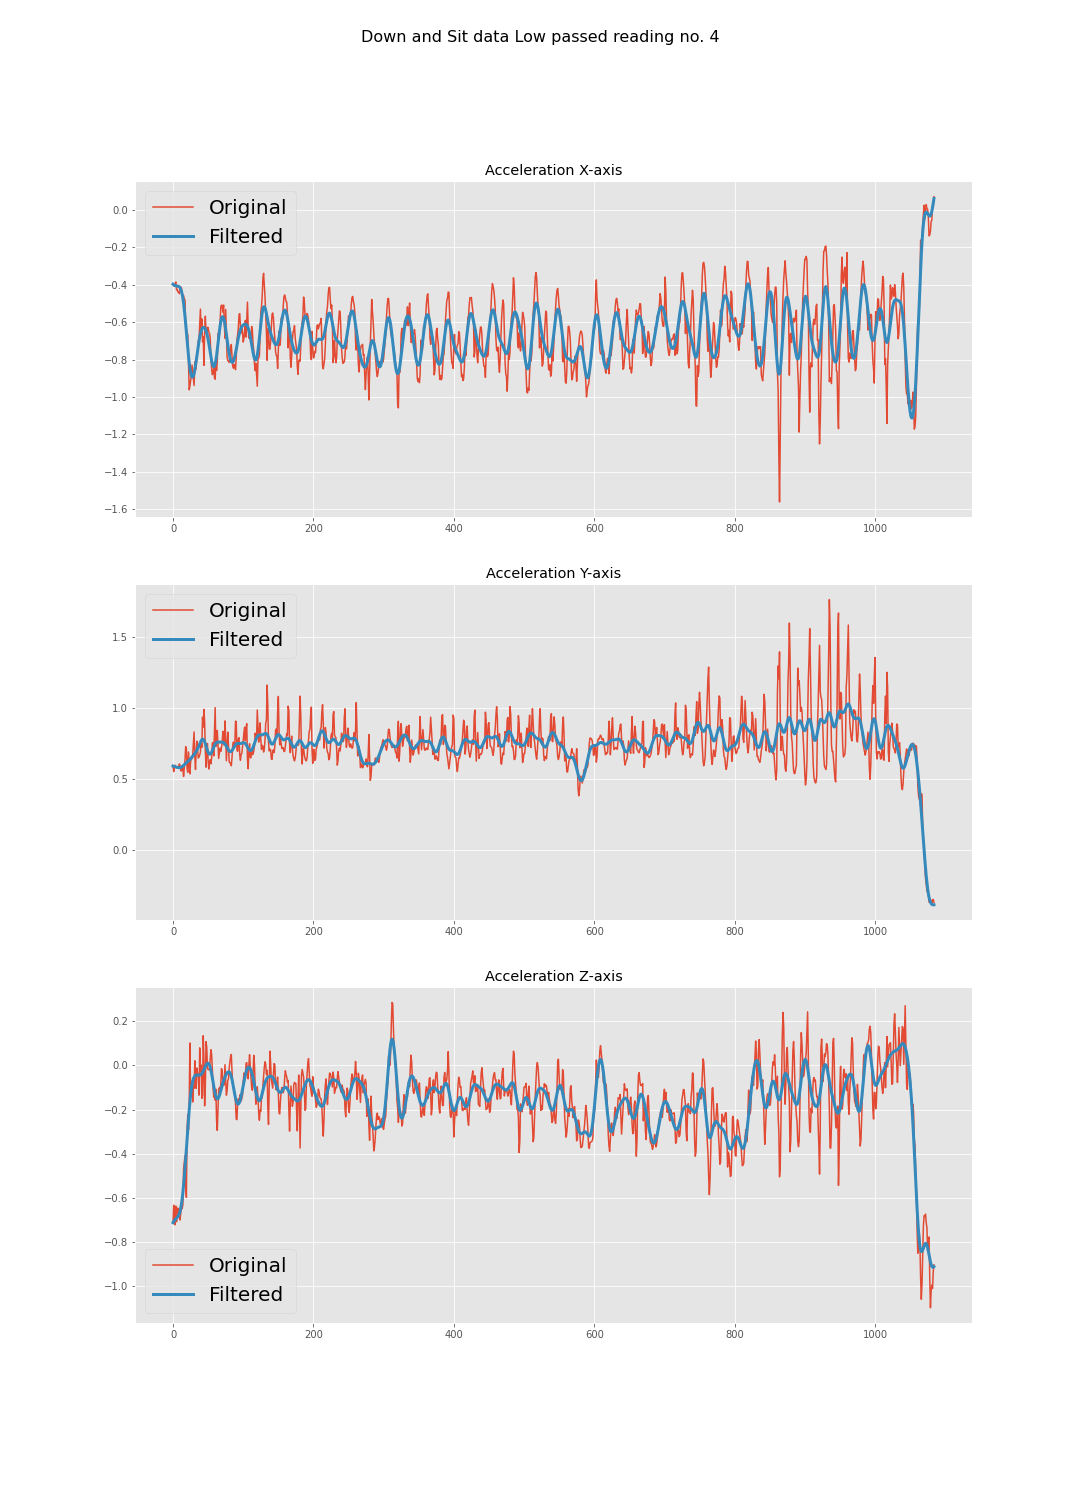 Down and Sit data Low passed reading no. 4
Acceleration X-axis
Original
Filtered
0.0
−0.2
−0.4
−0.6
−0.8
−1.0
−1.2
−1.4
−1.6
0 200 400 600 800 1000
Acceleration Y-axis
Original
Filtered
1.5
1.0
0.5
0.0
0 200 400 600 800 1000
Acceleration Z-axis
0.2
0.0
−0.2
−0.4
−0.6
−0.8
−1.0
Original
Filtered
0 200 400 600 800 1000